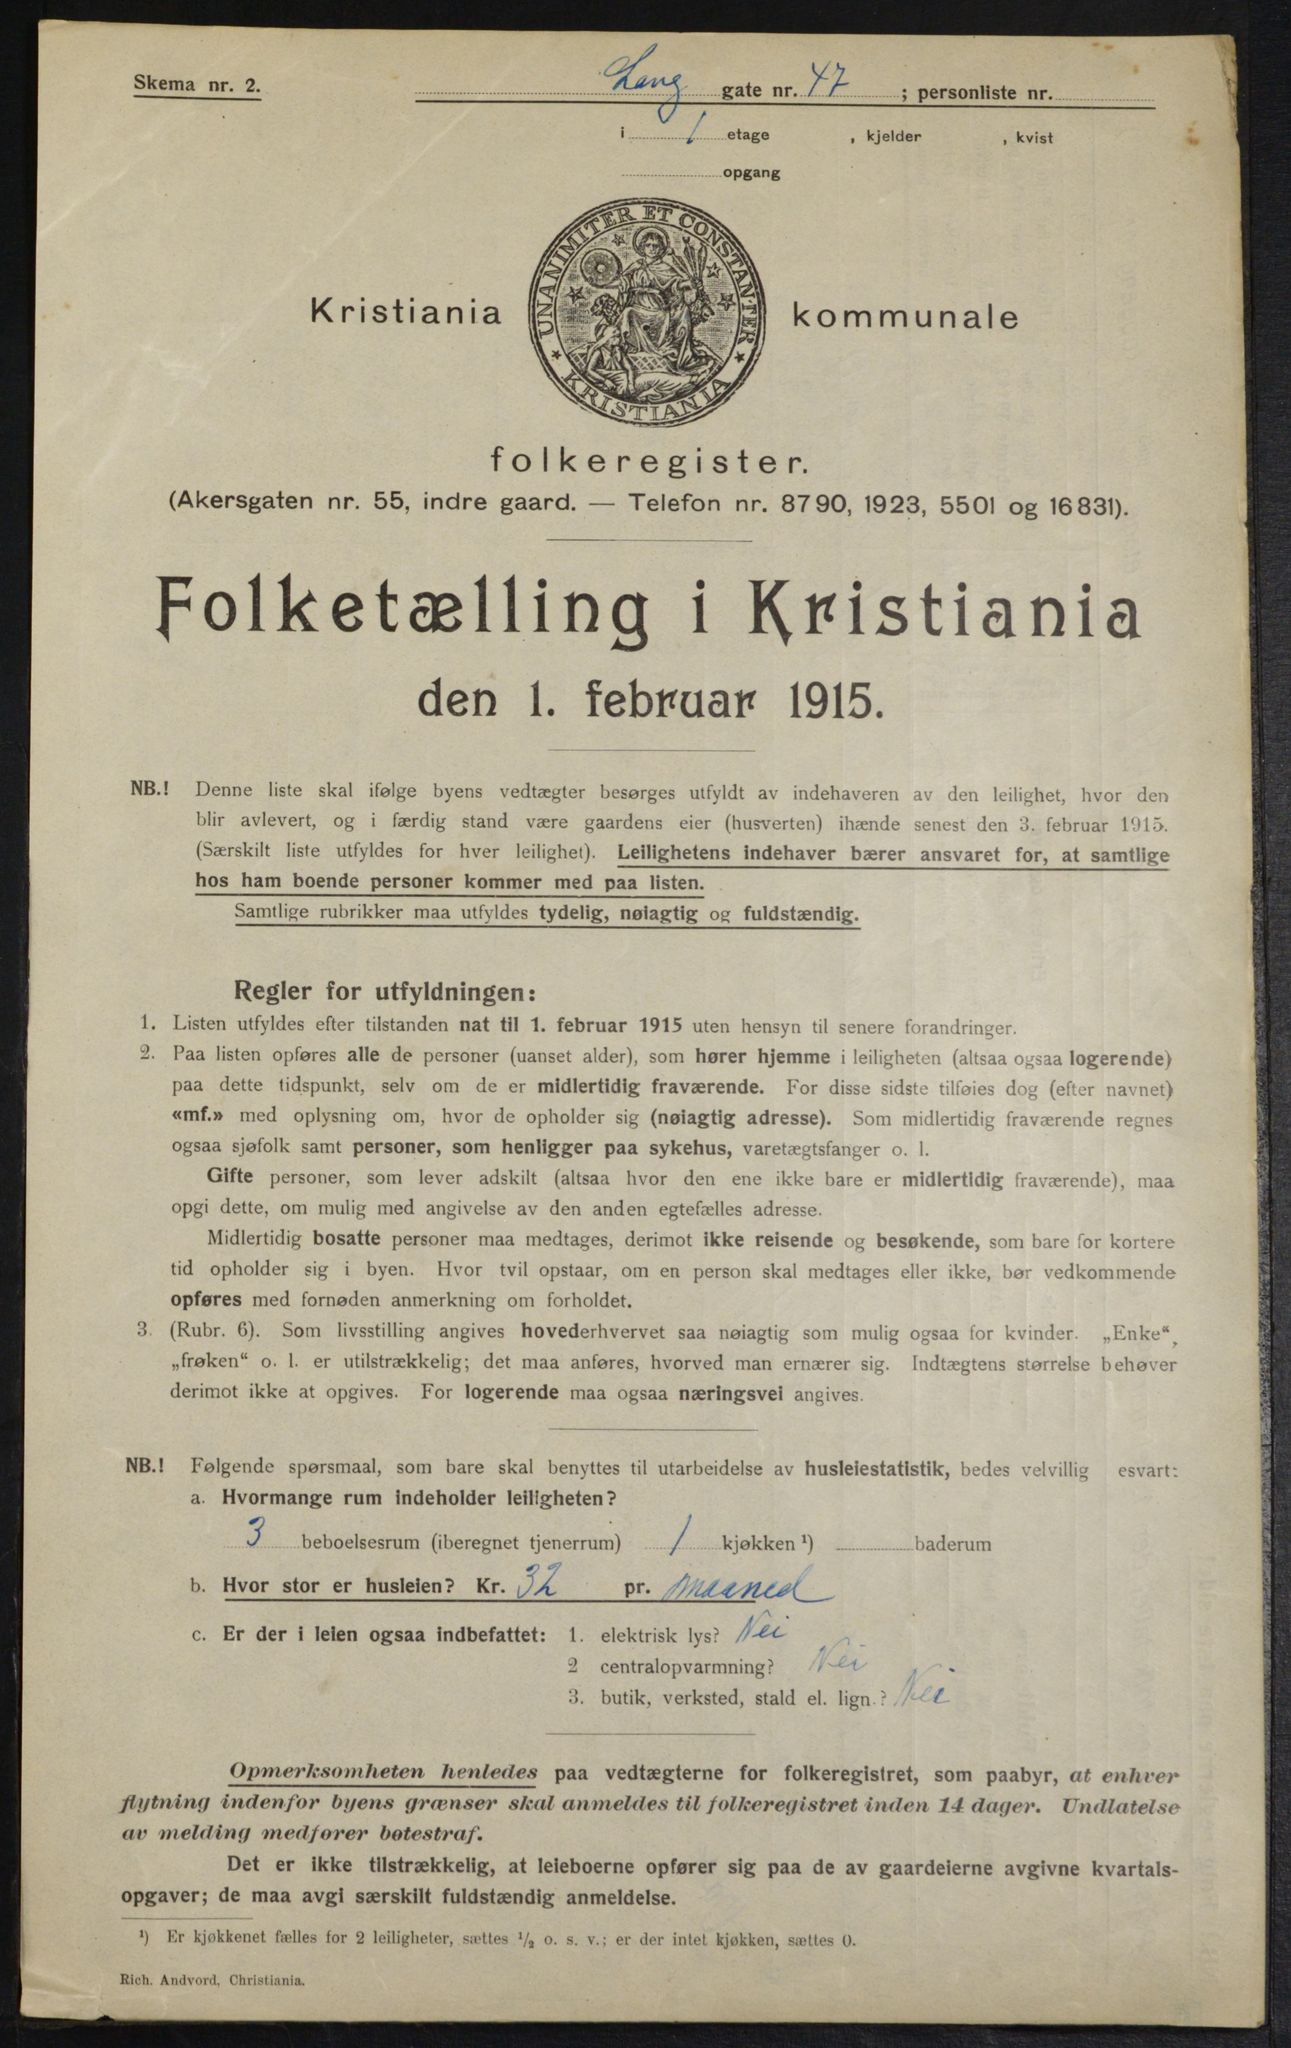 Skema nr. 2.
Lang gate nr. 47 ; personliste nr.
i 1 etage , kjelder , kvist
opgang
UNANIMITER ET CONSTANTER
KRISTIANIA
Kristiania kommunale
folkeregister.
(Akersgaten nr. 55, indre gaard. — Telefon nr. 8790, 1923, 5501 og 16831).
Folketælling i Kristiania
den 1. februar 1915.
NB.! Denne liste skal ifølge byens vedtægter besørges utfyldt av indehaveren av den leilighet, hvor den
blir avlevert, og i færdig stand være gaardens eier (husverten) ihænde senest den 3. februar 1915.
(Særskilt liste utfyldes for hver leilighet). Leilighetens indehaver bærer ansvaret for, at samtlige
hos ham boende personer kommer med paa listen.
Samtlige rubrikker maa utfyldes tydelig, nøiagtig og fuldstændig.
Regler for utfyldningen:
1. Listen utfyldes efter tilstanden nat til 1. februar 1915 uten hensyn til senere forandringer.
2. Paa listen opføres alle de personer (uanset alder), som hører hjemme i leiligheten (altsaa ogsaa logerende)
paa dette tidspunkt, selv om de er midlertidig fraværende. For disse sidste tilføies dog (efter navnet)
«mf.» med oplysning om, hvor de opholder sig (nøiagtig adresse). Som midlertidig fraværende regnes
ogsaa sjøfolk samt personer, som henligger paa sykehus, varetægtsfanger o. l.
Gifte personer, som lever adskilt (altsaa hvor den ene ikke bare er midlertidig fraværende), maa
opgi dette, om mulig med angivelse av den anden egtefælles adresse.
Midlertidig bosatte personer maa medtages, derimot ikke reisende og besøkende, som bare for kortere
tid opholder sig i byen. Hvor tvil opstaar, om en person skal medtages eller ikke, bør vedkommende
opføres med fornøden anmerkning om forholdet.
3. (Rubr. 6). Som livsstilling angives hovederhvervet saa nøiagtig som mulig ogsaa for kvinder. „Enke“,
„frøken“ o. l. er utilstrækkelig; det maa anføres, hvorved man ernærer sig. Indtægtens størrelse behøver
derimot ikke at opgives. For logerende maa ogsaa næringsvei angives.
NB.! Følgende spørsmaal, som bare skal benyttes til utarbeidelse av husleiestatistik, bedes velvillig esvart:
a. Hvormange rum indeholder leiligheten?
3 beboelsesrum (iberegnet tjenerrum) 1 kjøkken ¹) baderum
b. Hvor stor er husleien? Kr. 32 pr. maaned
c. Er der i leien ogsaa indbefattet: 1. elektrisk lys? Nei
2 centralopvarmning? Nei
3. butik, verksted, stald el. lign.? Nei
Opmerksomheten henledes paa vedtægterne for folkeregistret, som paabyr, at enhver
flytning indenfor byens grænser skal anmeldes til folkeregistret inden 14 dager. Undlatelse
av melding medfører bøtestraf.
Det er ikke tilstrækkelig, at leieboerne opfører sig paa de av gaardeierne avgivne kvartals-
opgaver; de maa avgi særskilt fuldstændig anmeldelse.
¹) Er kjøkkenet fælles for 2 leiligheter, sættes ½ o. s. v.; er der intet kjøkken, sættes 0.
Rich. Andvord, Christiania.